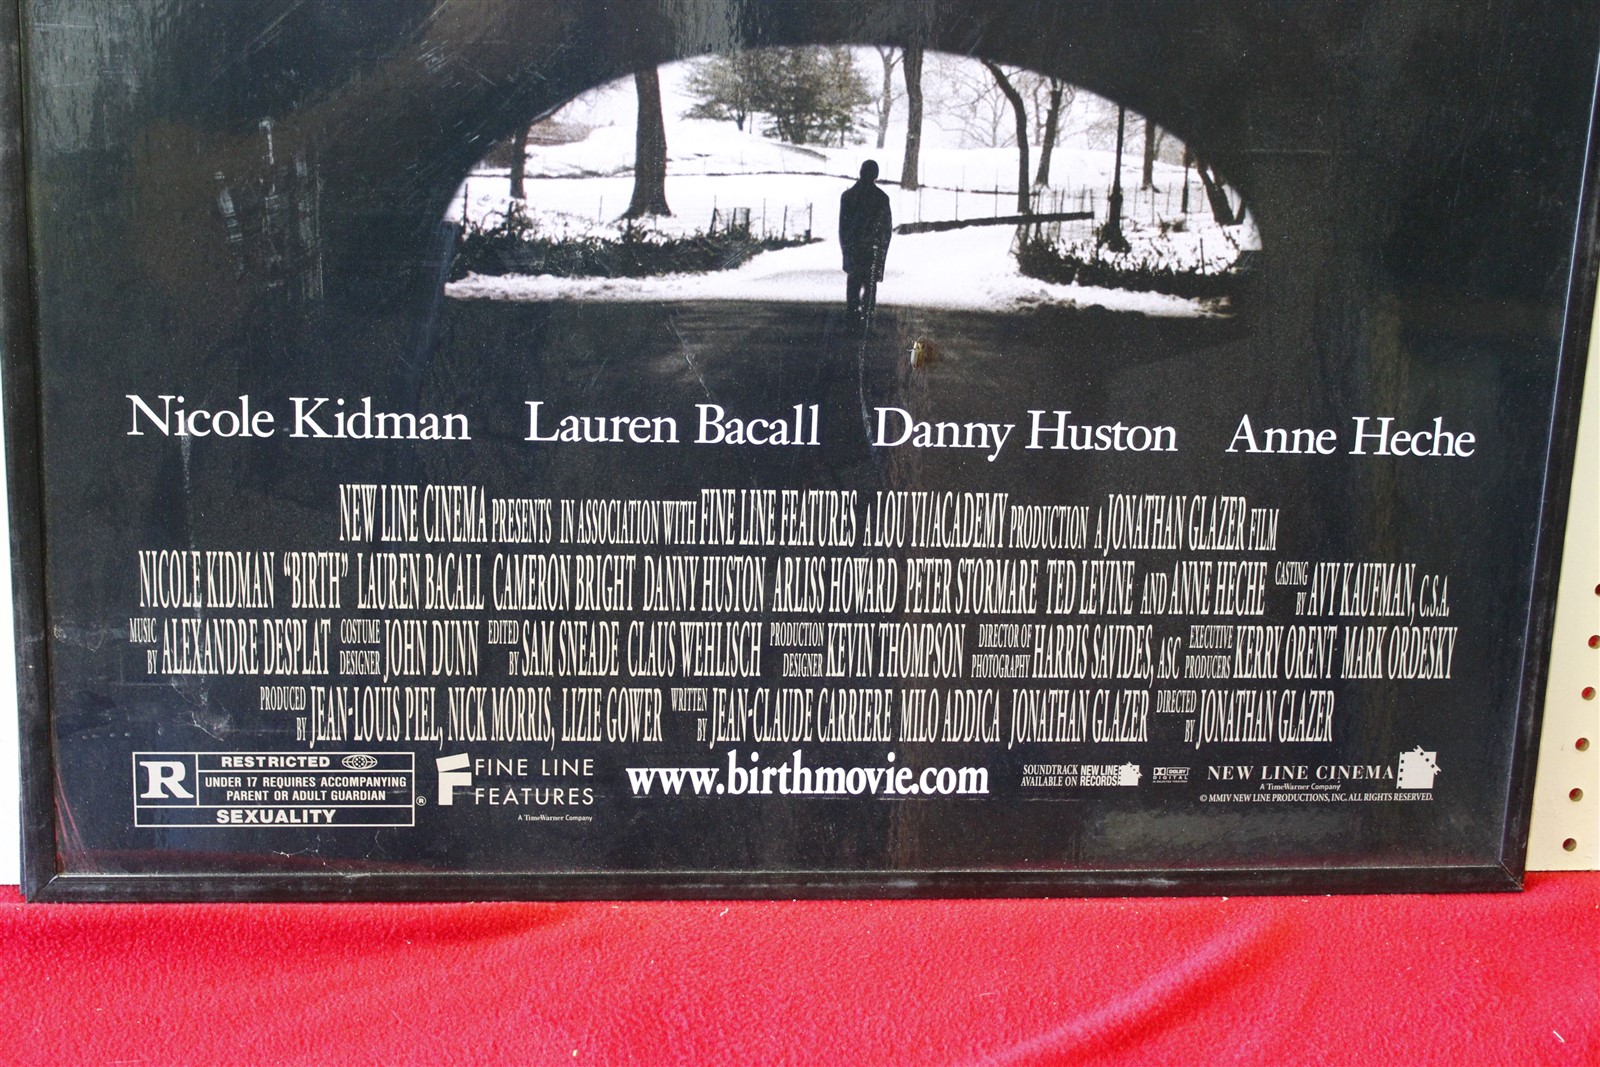 Nicole Kidman Lauren Bacall Danny Huston Anne Heche
NEW LINE CINEMA PRESENTS IN ASSOCIATION WITH FINE LINE FEATURES A LOU YI/ACADEMY PRODUCTION A JONATHAN GLAZER FILM
NICOLE KIDMAN “BIRTH” LAUREN BACALL CAMERON BRIGHT DANNY HUSTON ARLISS HOWARD PETER STORMARE TED LEVINE AND ANNE HECHE CASTING BY AVY KAUFMAN, C.S.A.
MUSIC BY ALEXANDRE DESPLAT COSTUME DESIGNER JOHN DUNN EDITED BY SAM SNEADE CLAUS WEHLISCH PRODUCTION DESIGNER KEVIN THOMPSON DIRECTOR OF PHOTOGRAPHY HARRIS SAVIDES, ASC EXECUTIVE PRODUCERS KERRY ORENT MARK ORDESKY
PRODUCED BY JEAN-LOUIS PIEL, NICK MORRIS, LIZIE GOWER WRITTEN BY JEAN-CLAUDE CARRIERE MILO ADDICA JONATHAN GLAZER DIRECTED BY JONATHAN GLAZER
R RESTRICTED
UNDER 17 REQUIRES ACCOMPANYING
PARENT OR ADULT GUARDIAN
SEXUALITY ®
FINE LINE
FEATURES
A TimeWarner Company
www.birthmovie.com
SOUNDTRACK AVAILABLE ON NEW LINE RECORDS
DOLBY
DIGITAL
NEW LINE CINEMA
A TimeWarner Company
© MMIV NEW LINE PRODUCTIONS, INC. ALL RIGHTS RESERVED.